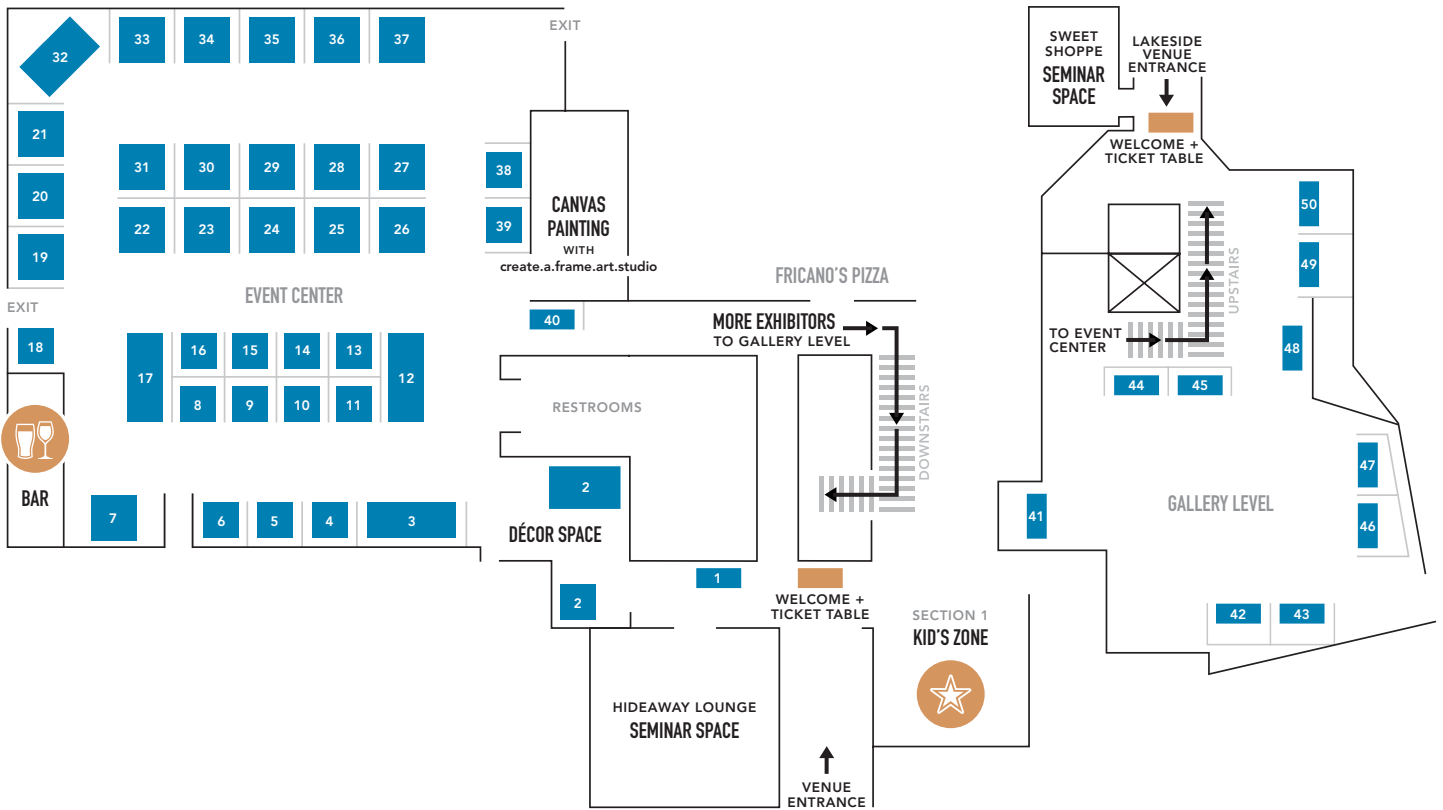 32
33
34
35
36
37
EXIT
21
20
19
31
30
29
28
27
22
23
24
25
26
38
39
CANVAS
PAINTING
WITH
create.a.frame.art.studio
EVENT CENTER
EXIT
18
17
16
15
14
13
8
9
10
11
12
BAR
7
6
5
4
3
40
RESTROOMS
2
DÉCOR SPACE
2
1
FRICANO'S PIZZA
MORE EXHIBITORS
TO GALLERY LEVEL
DOWNSTAIRS
WELCOME +
TICKET TABLE
SECTION 1
KID'S ZONE
HIDEAWAY LOUNGE
SEMINAR SPACE
VENUE
ENTRANCE
SWEET
SHOPPE
SEMINAR
SPACE
LAKESIDE
VENUE
ENTRANCE
WELCOME +
TICKET TABLE
50
49
UPSTAIRS
TO EVENT
CENTER
48
44
45
47
46
GALLERY LEVEL
41
42
43